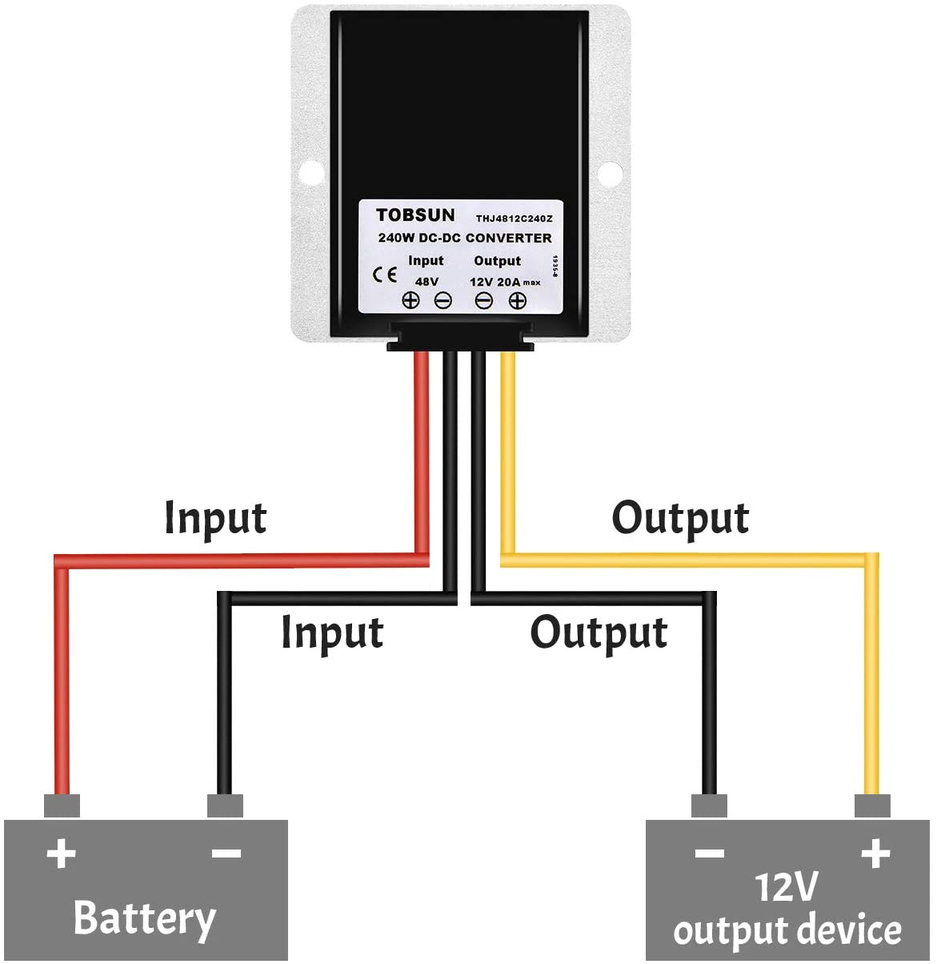 TOBSUN THJ4812C240Z
240W DC-DC CONVERTER
Input Output
CE 48V 12V 20A max
⊕ ⊖ ⊖ ⊕
1935-8
Input Output
Input Output
+ − − +
Battery
12V
output device